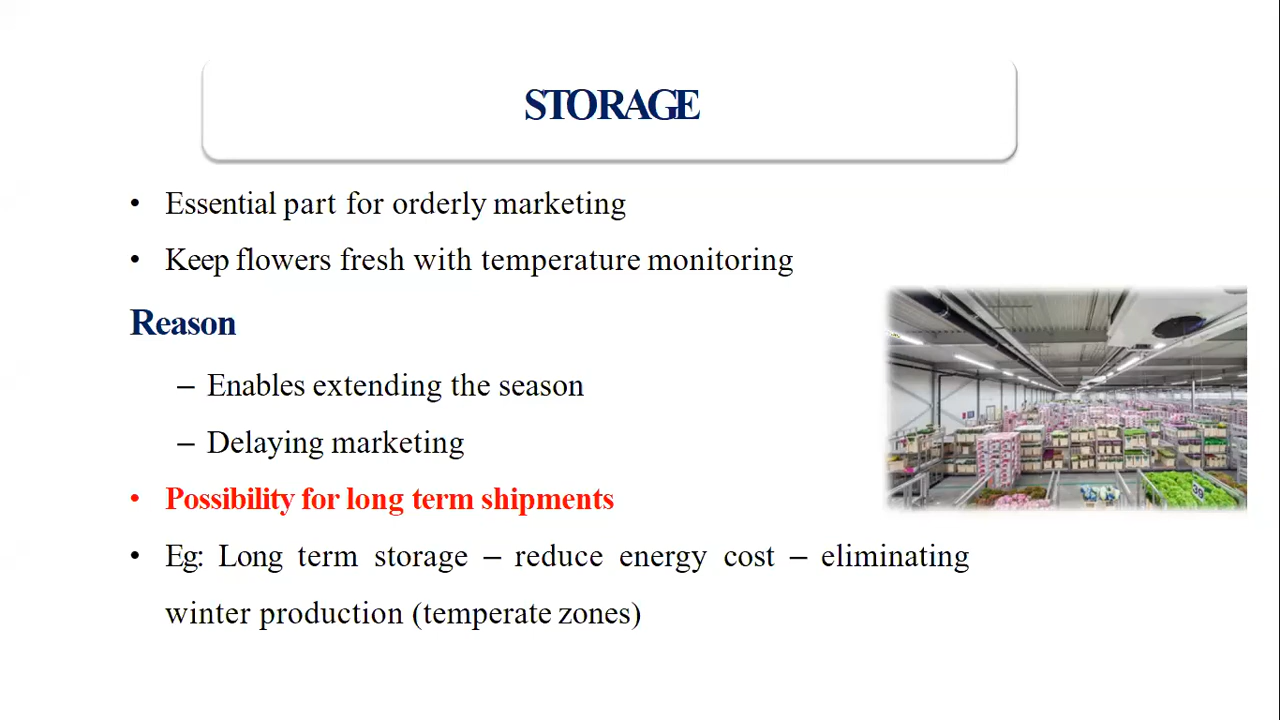 STORAGE
• Essential part for orderly marketing
• Keep flowers fresh with temperature monitoring
Reason
– Enables extending the season
– Delaying marketing
• Possibility for long term shipments
• Eg: Long term storage – reduce energy cost – eliminating
winter production (temperate zones)
39